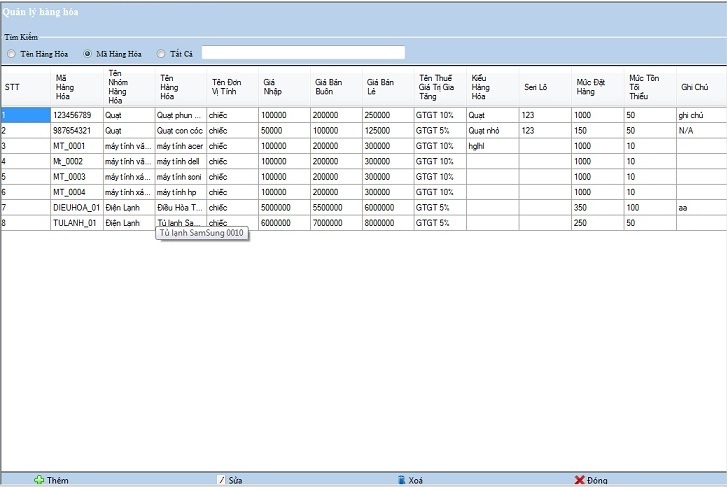 Quản lý hàng hóa
Tìm Kiếm
Tên Hàng Hóa Mã Hàng Hóa Tất Cả
STT Mã Hàng Hóa Tên Nhóm Hàng Hóa Tên Hàng Hóa Tên Đơn Vị Tính Giá Nhập Giá Bán Buôn Giá Bán Lẻ Tên Thuế Giá Trị Gia Tăng Kiểu Hàng Hóa Seri Lô Mức Đặt Hàng Mức Tồn Tối Thiểu Ghi Chú
1 123456789 Quạt Quạt phun ... chiếc 100000 200000 250000 GTGT 10% Quạt 123 1000 50 ghi chú
2 987654321 Quạt Quạt con cóc chiếc 50000 100000 125000 GTGT 5% Quạt nhỏ 123 150 50 N/A
3 MT_0001 máy tính vă... máy tính acer chiếc 100000 200000 300000 GTGT 10% hglhl 1000 10
4 Mt_0002 máy tính vă... máy tính dell chiếc 100000 200000 300000 GTGT 10% 1000 10
5 MT_0003 máy tính xá... máy tính soni chiếc 100000 200000 300000 GTGT 10% 1000 10
6 MT_0004 máy tính xá... máy tính hp chiếc 100000 200000 300000 GTGT 10% 1000 10
7 DIEUHOA_01 Điện Lạnh Điều Hòa T... chiếc 5000000 5500000 6000000 GTGT 5% 350 100 aa
8 TULANH_01 Điện Lạnh Tủ lạnh Sa... chiếc 6000000 7000000 8000000 GTGT 5% 250 50
Tủ lạnh SamSung 0010
Thêm Sửa Xoá Đóng